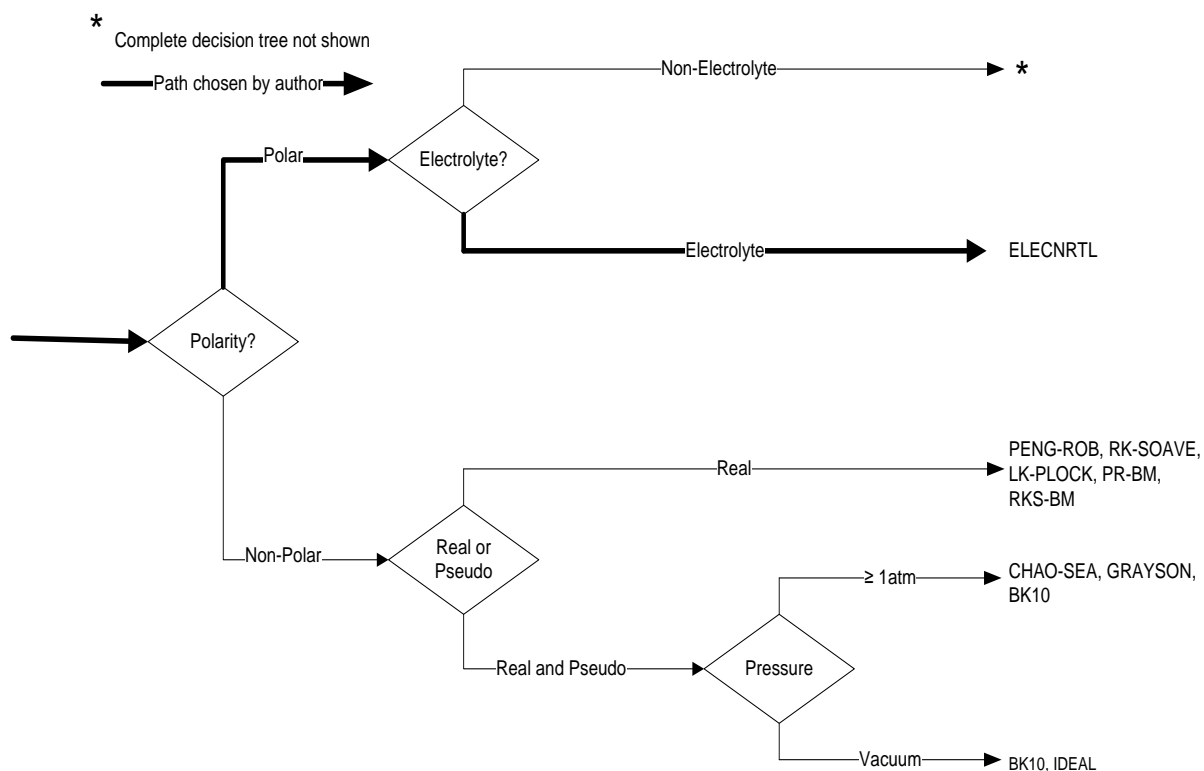 *
Complete decision tree not shown
Path chosen by author
Non-Electrolyte
*
Polar
Electrolyte?
Electrolyte
ELECNRTL
Polarity?
Real
PENG-ROB, RK-SOAVE,
LK-PLOCK, PR-BM,
RKS-BM
Non-Polar
Real or
Pseudo
≥ 1atm
CHAO-SEA, GRAYSON,
BK10
Real and Pseudo
Pressure
Vacuum
BK10, IDEAL